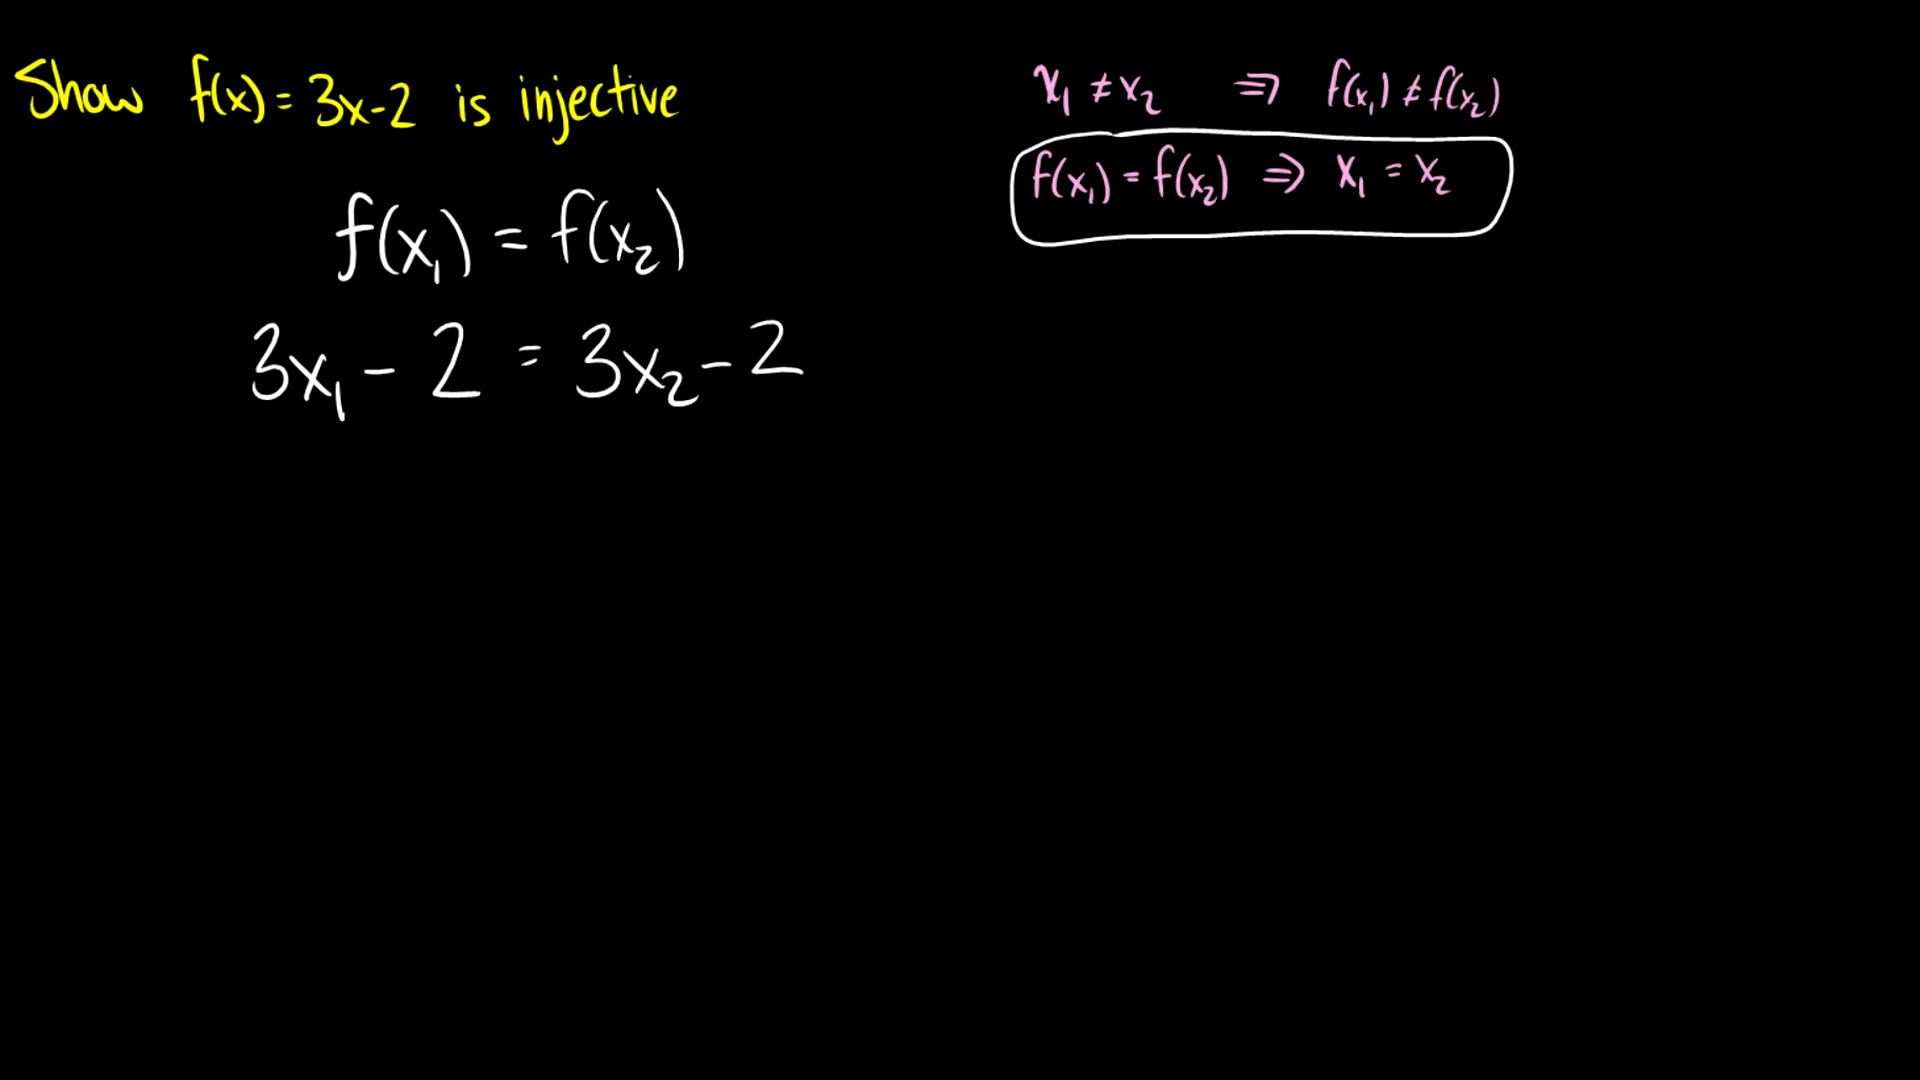 Show f(x) = 3x-2 is injective
x₁ ≠ x₂ ⇒ f(x₁) ≠ f(x₂)
f(x₁) = f(x₂) ⇒ x₁ = x₂
f(x₁) = f(x₂)
3x₁ - 2 = 3x₂ - 2